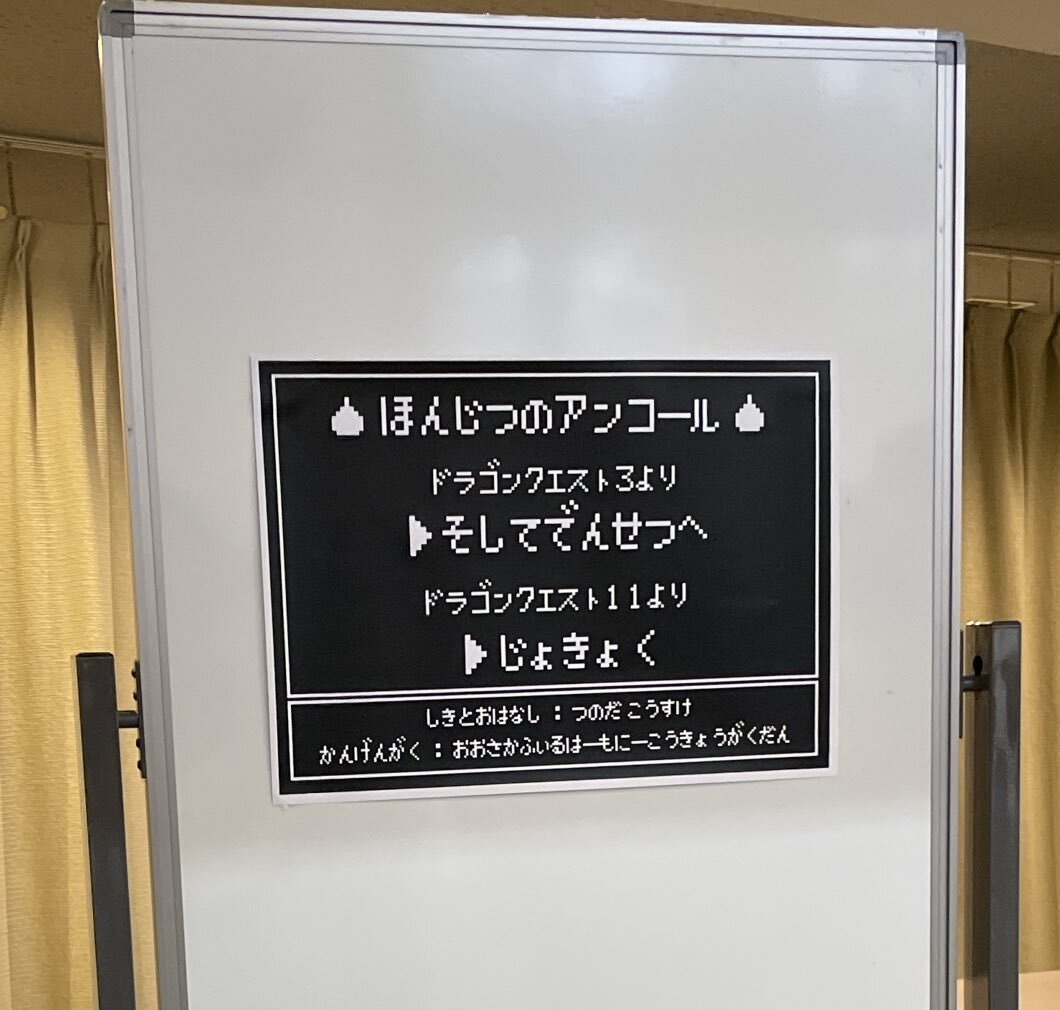 ほんじつのアンコール
ドラゴンクエスト3より
▶そしてでんせつへ
ドラゴンクエスト11より
▶じょきょく
しきとおはなし:つのだ こうすけ
かんげんがく:おおさかふぃるはーもにーこうきょうがくだん